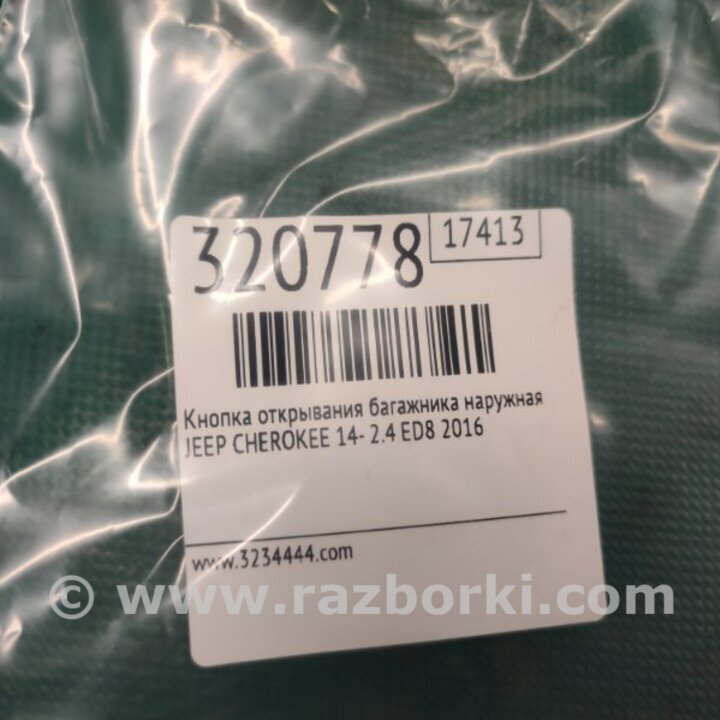 320778
17413
Кнопка открывания багажника наружная
JEEP CHEROKEE 14- 2.4 ED8 2016
www.3234444.com
© www.razborki.com